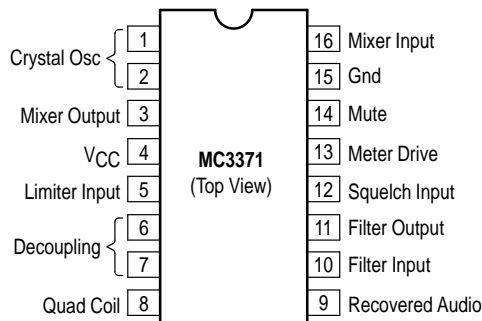 Crystal Osc
1
2
Mixer Output 3
VCC 4
Limiter Input 5
Decoupling
6
7
Quad Coil 8
MC3371
(Top View)
16 Mixer Input
15 Gnd
14 Mute
13 Meter Drive
12 Squelch Input
11 Filter Output
10 Filter Input
9 Recovered Audio